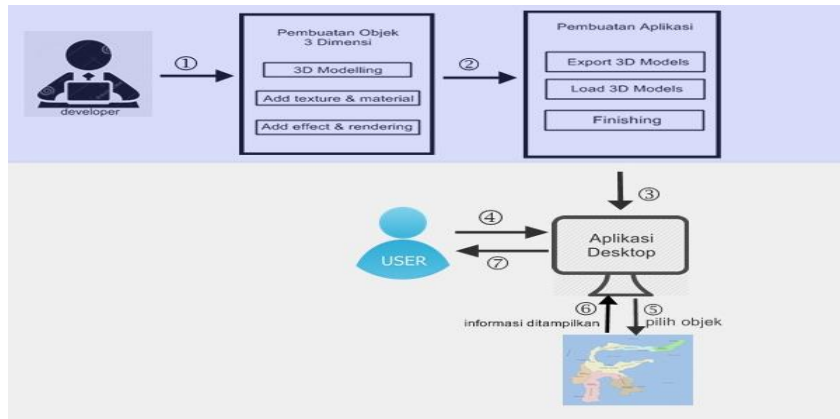 developer
①
Pembuatan Objek
3 Dimensi
3D Modelling
Add texture & material
Add effect & rendering
②
Pembuatan Aplikasi
Export 3D Models
Load 3D Models
Finishing
③
USER
④
⑦
Aplikasi
Desktop
⑥
informasi ditampilkan
⑤
pilih objek